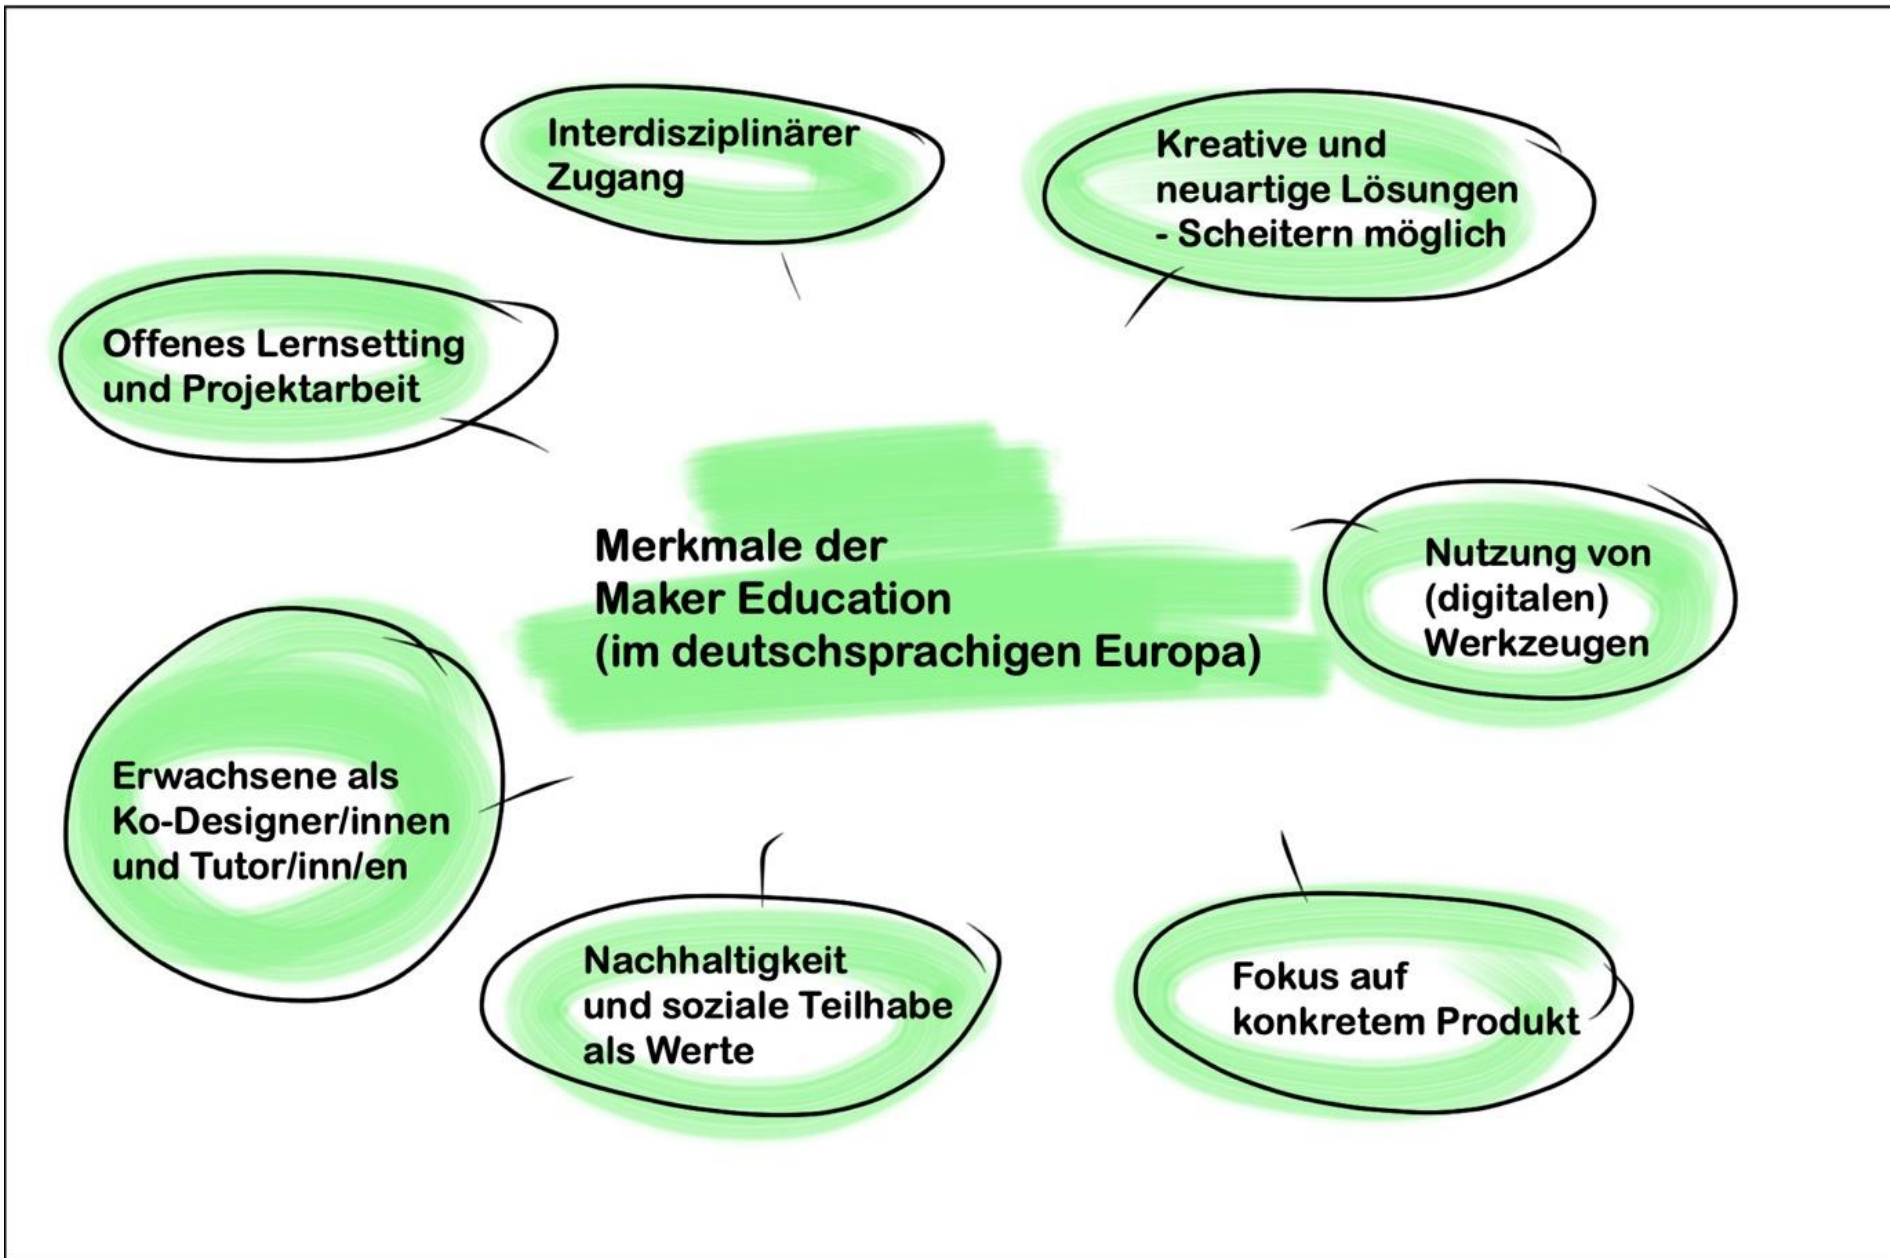 Interdisziplinärer
Zugang
Kreative und
neuartige Lösungen
- Scheitern möglich
Offenes Lernsetting
und Projektarbeit
Merkmale der
Maker Education
(im deutschsprachigen Europa)
Nutzung von
(digitalen)
Werkzeugen
Erwachsene als
Ko-Designer/innen
und Tutor/inn/en
Nachhaltigkeit
und soziale Teilhabe
als Werte
Fokus auf
konkretem Produkt